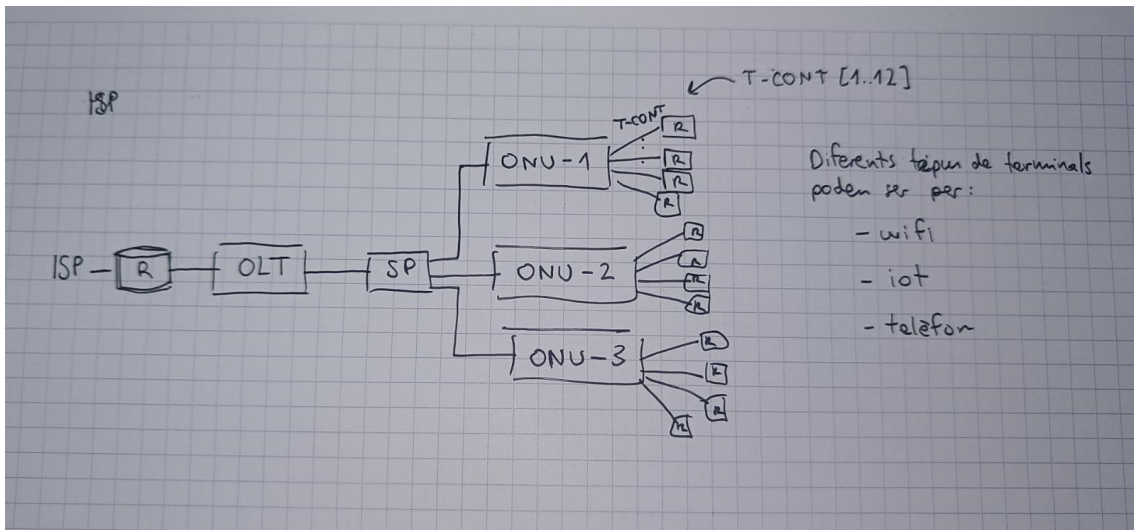 ISP
T-CONT [1..12]
T-CONT
R
R
R
R
ONU-1
Diferents de terminals
poden ser per:
- wifi
- iot
- telèfon
ISP
R
OLT
SP
ONU-2
R
R
R
R
ONU-3
R
R
R
R